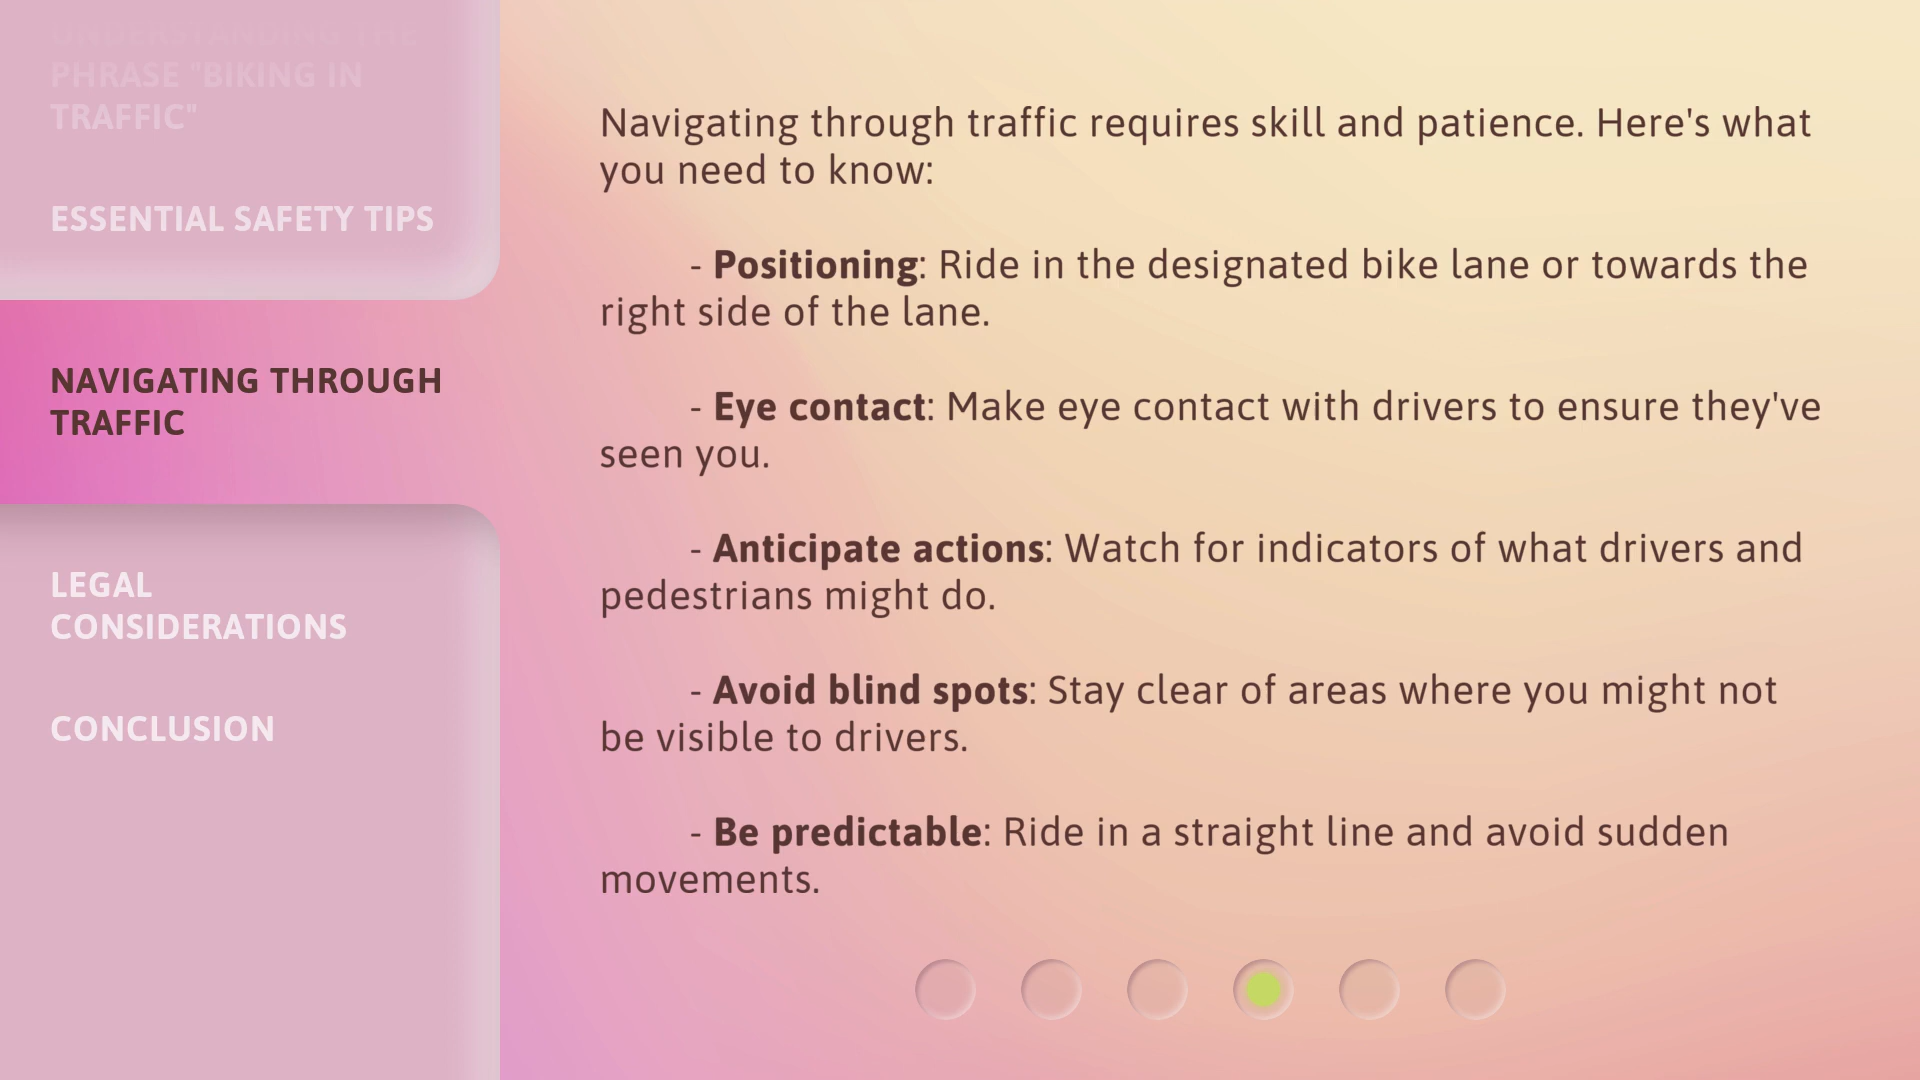 UNDERSTANDING THE
PHRASE "BIKING IN
TRAFFIC"
ESSENTIAL SAFETY TIPS
NAVIGATING THROUGH
TRAFFIC
LEGAL
CONSIDERATIONS
CONCLUSION
Navigating through traffic requires skill and patience. Here's what
you need to know:
- Positioning: Ride in the designated bike lane or towards the
right side of the lane.
- Eye contact: Make eye contact with drivers to ensure they've
seen you.
- Anticipate actions: Watch for indicators of what drivers and
pedestrians might do.
- Avoid blind spots: Stay clear of areas where you might not
be visible to drivers.
- Be predictable: Ride in a straight line and avoid sudden
movements.